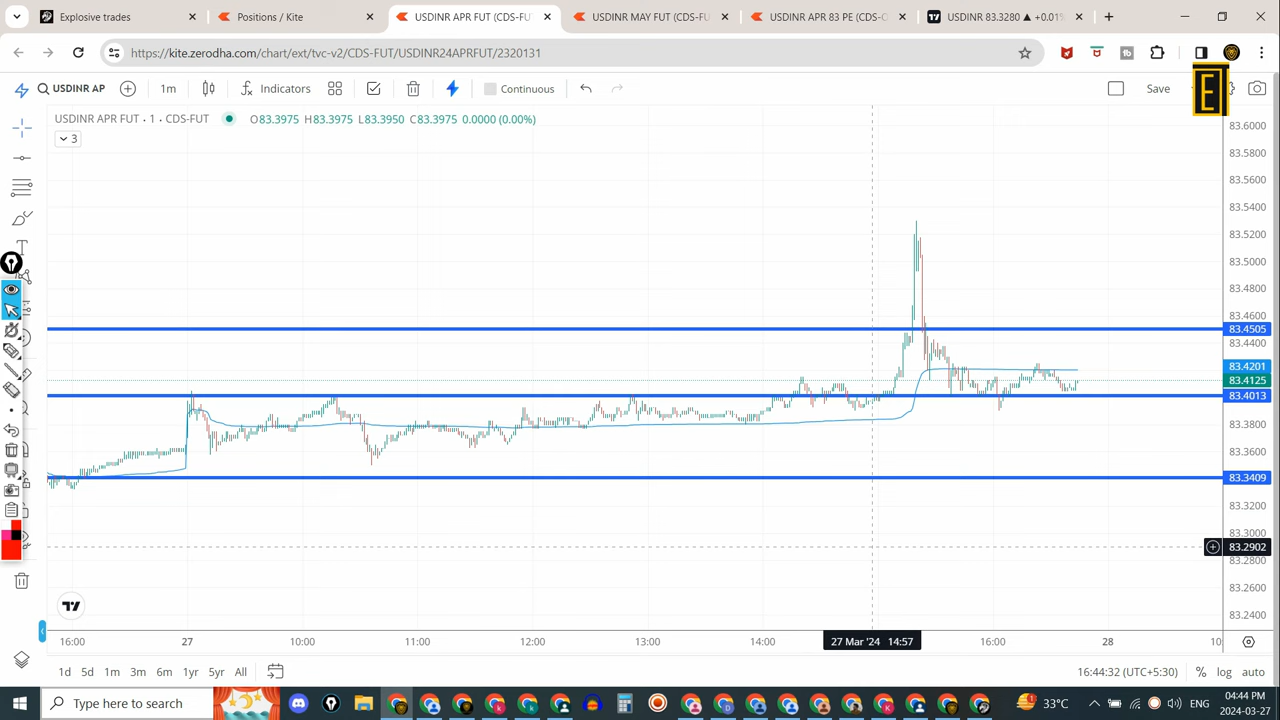 Explosive trades
Positions / Kite
USDINR APR FUT (CDS-FUT
USDINR MAY FUT (CDS-FU
USDINR APR 83 PE (CDS-O
USDINR 83.3280 ▲ +0.01%
https://kite.zerodha.com/chart/ext/tvc-v2/CDS-FUT/USDINR24APRFUT/2320131
USDINR AP
1m
Indicators
Continuous
Save
E
USDINR APR FUT · 1 · CDS-FUT
O83.3975 H83.3975 L83.3950 C83.3975 0.0000 (0.00%)
3
83.6000
83.5800
83.5600
83.5400
83.5200
83.5000
83.4800
83.4600
83.4505
83.4400
83.4201
83.4125
83.4013
83.3800
83.3600
83.3409
83.3200
83.3000
83.2902
83.2800
83.2600
83.2400
16:00
27
10:00
11:00
12:00
13:00
14:00
27 Mar '24 14:57
16:00
28
10:
1d
5d
1m
3m
6m
1yr
5yr
All
16:44:32 (UTC+5:30)
%
log
auto
Type here to search
33°C
04:44 PM
2024-03-27